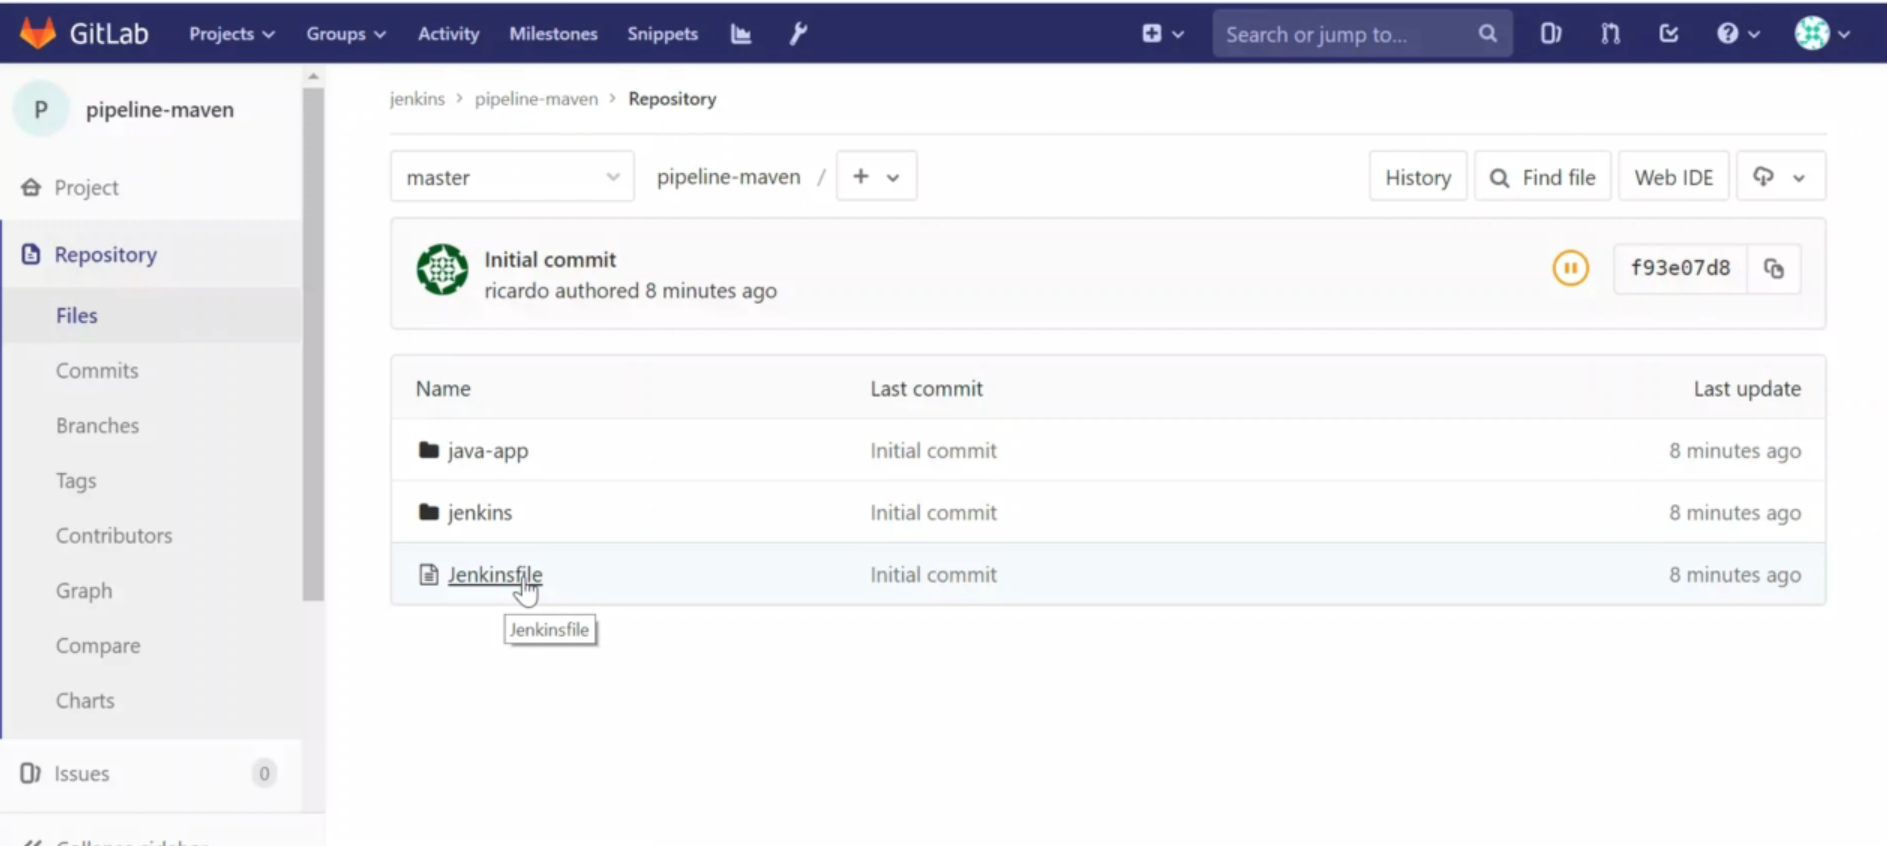 GitLab Projects Groups Activity Milestones Snippets Search or jump to...
P pipeline-maven
Project
Repository
Files
Commits
Branches
Tags
Contributors
Graph
Compare
Charts
Issues 0
Collapse sidebar
jenkins > pipeline-maven > Repository
master pipeline-maven / + History Find file Web IDE
Initial commit
ricardo authored 8 minutes ago
f93e07d8
Name Last commit Last update
java-app Initial commit 8 minutes ago
jenkins Initial commit 8 minutes ago
Jenkinsfile Initial commit 8 minutes ago
Jenkinsfile